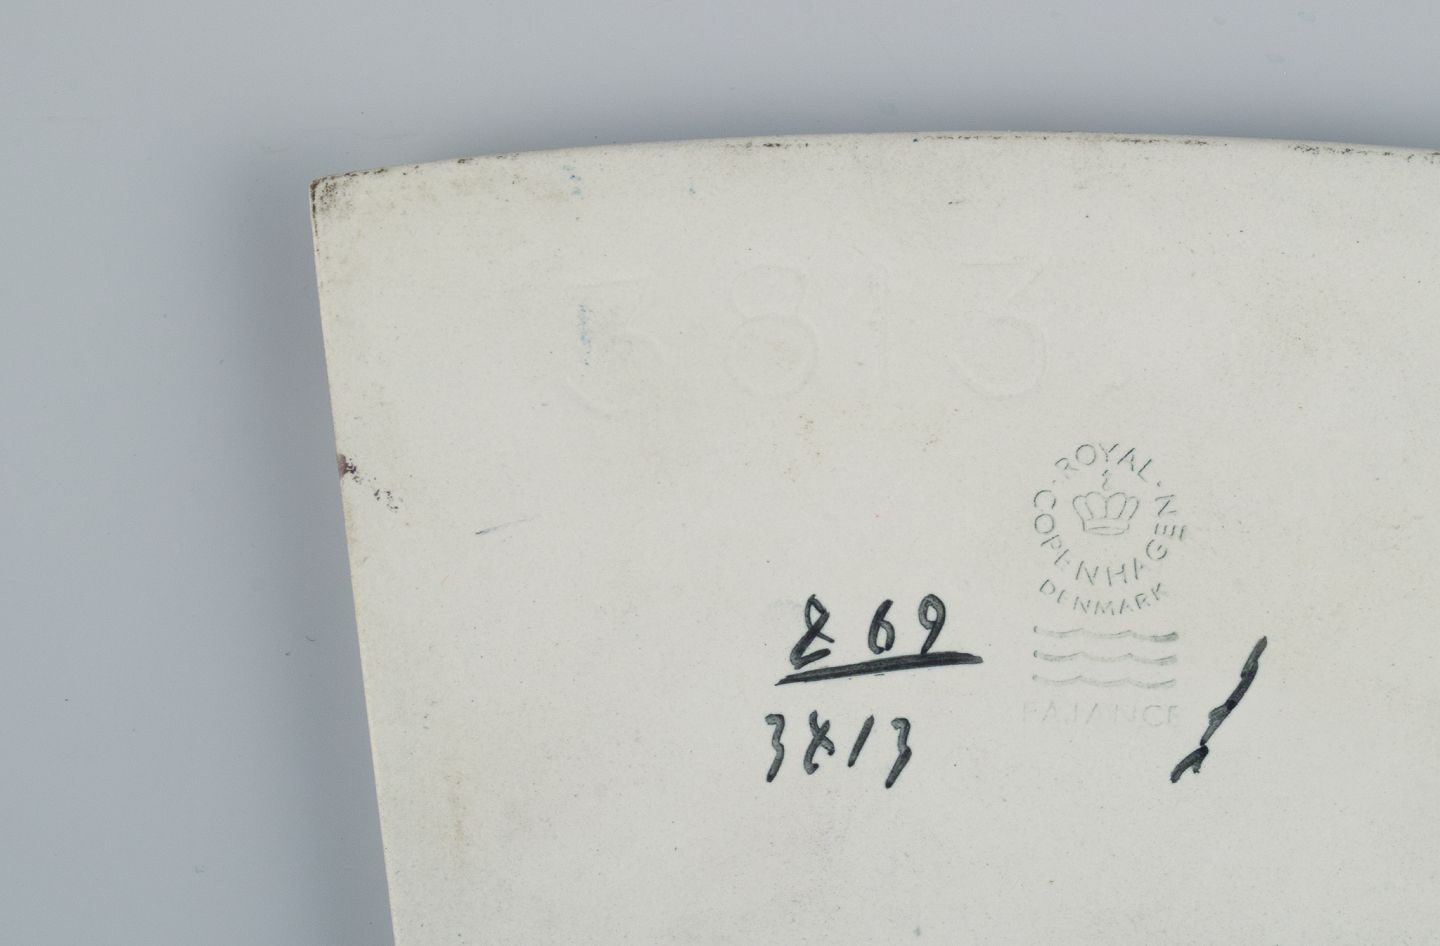 3813
ROYAL
COPENHAGEN
DENMARK
FAJANCE
869
3813